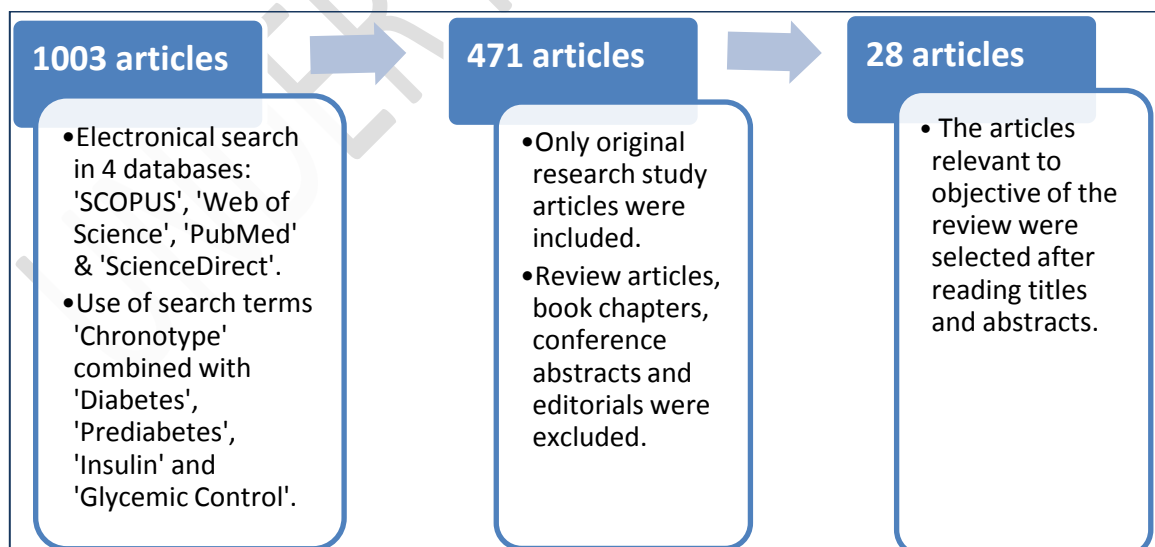 1003 articles
•Electronical search
in 4 databases:
'SCOPUS', 'Web of
Science', 'PubMed'
& 'ScienceDirect'.
•Use of search terms
'Chronotype'
combined with
'Diabetes',
'Prediabetes',
'Insulin' and
'Glycemic Control'.
471 articles
•Only original
research study
articles were
included.
•Review articles,
book chapters,
conference
abstracts and
editorials were
excluded.
28 articles
• The articles
relevant to
objective of the
review were
selected after
reading titles
and abstracts.